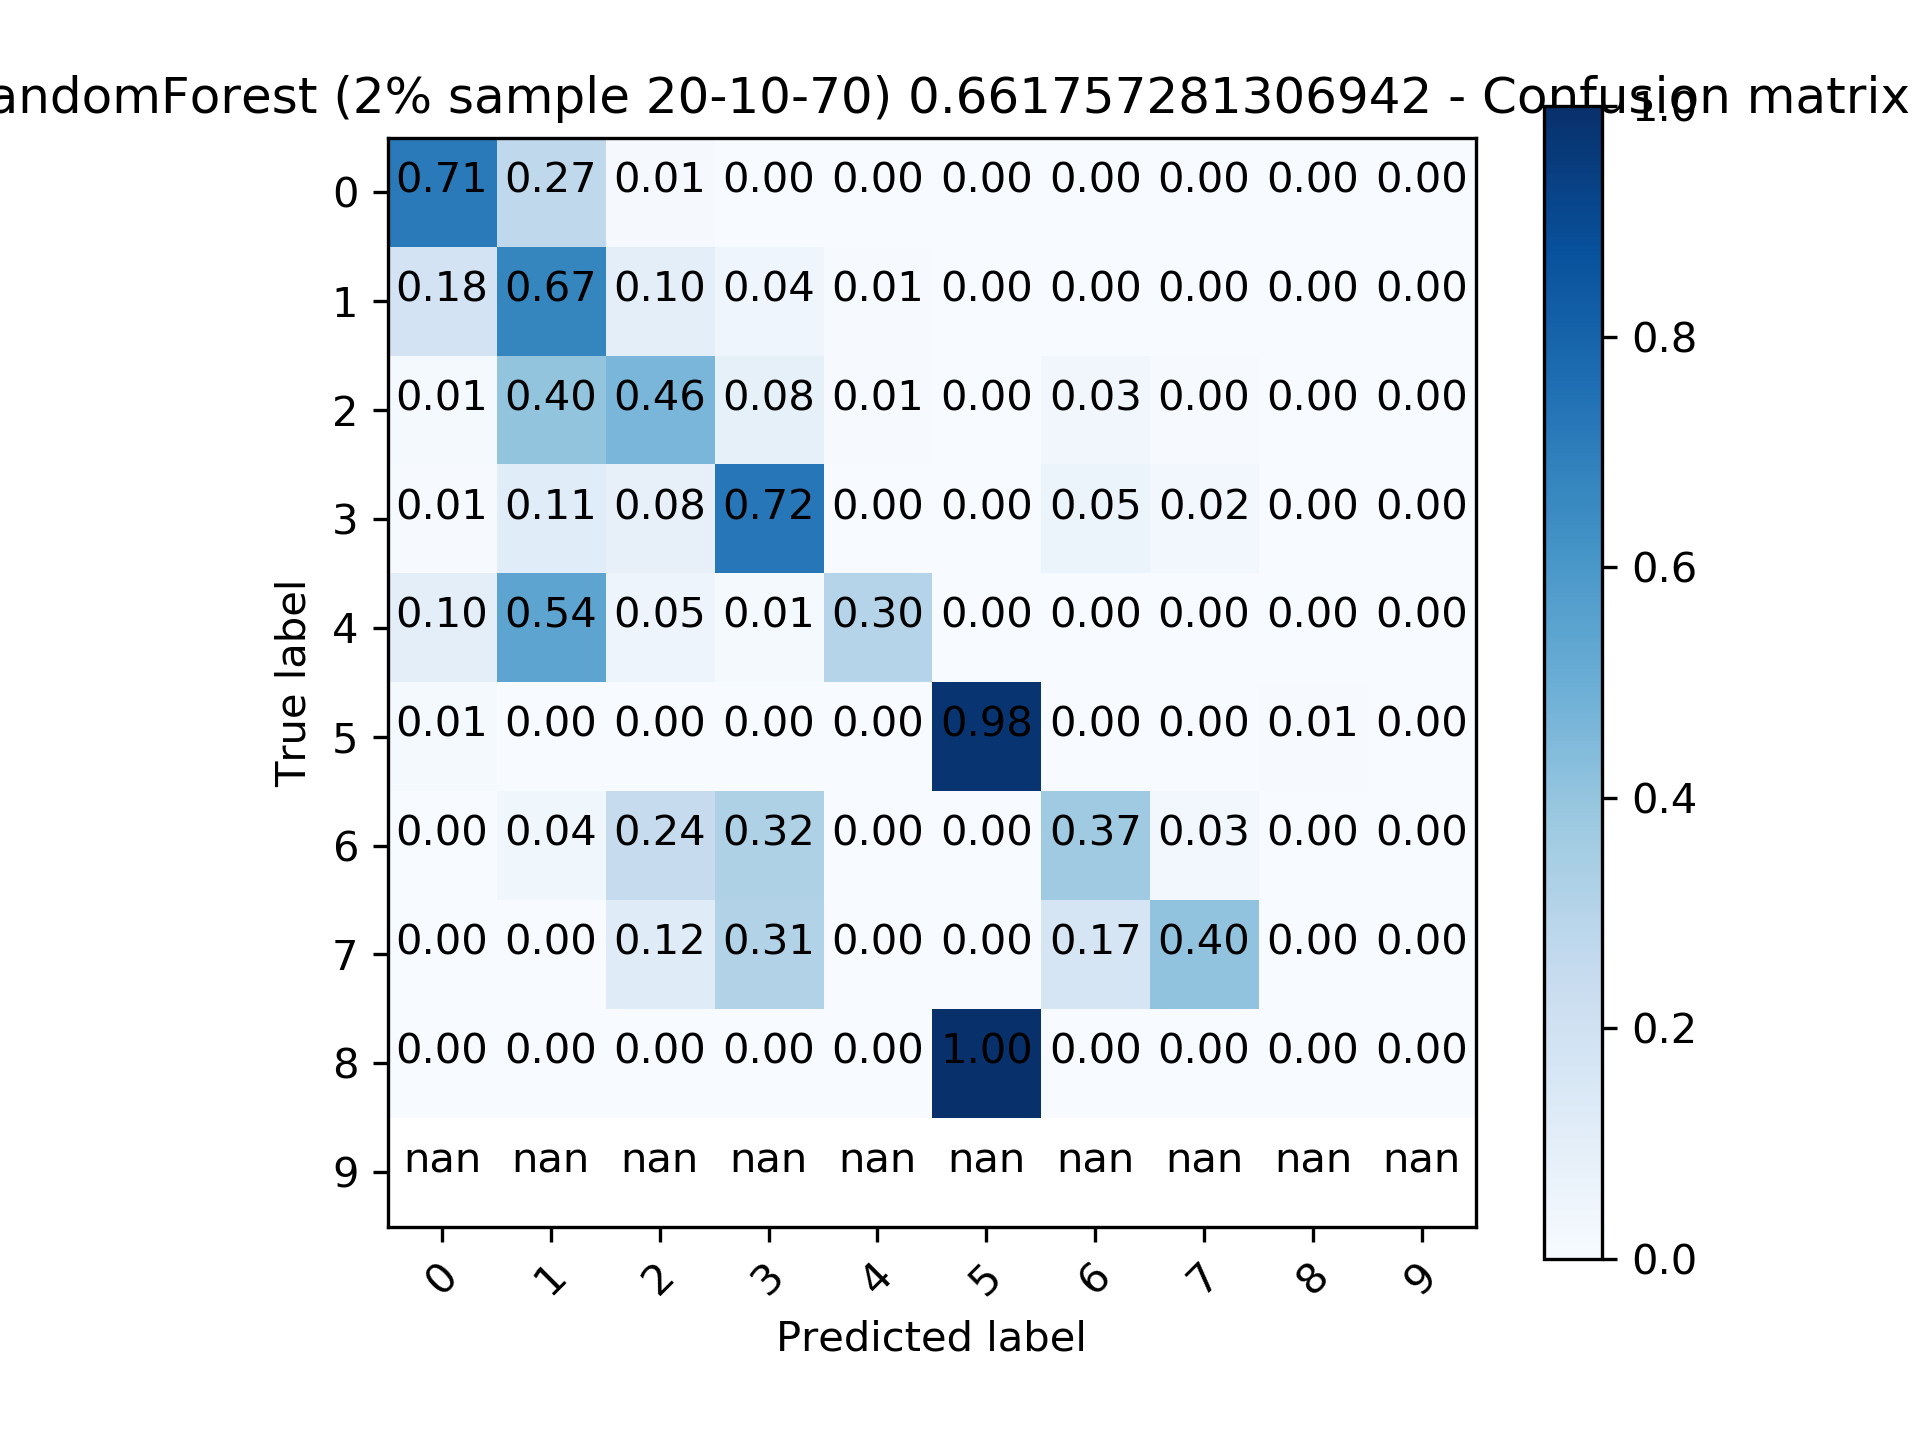 andomForest (2% sample 20-10-70) 0.661757281306942 - Confusion matrix
1.0
0 0.71 0.27 0.01 0.00 0.00 0.00 0.00 0.00 0.00 0.00
1 0.18 0.67 0.10 0.04 0.01 0.00 0.00 0.00 0.00 0.00
0.8
2 0.01 0.40 0.46 0.08 0.01 0.00 0.03 0.00 0.00 0.00
3 0.01 0.11 0.08 0.72 0.00 0.00 0.05 0.02 0.00 0.00
0.6
4 0.10 0.54 0.05 0.01 0.30 0.00 0.00 0.00 0.00 0.00
True label
5 0.01 0.00 0.00 0.00 0.00 0.98 0.00 0.00 0.01 0.00
0.4
6 0.00 0.04 0.24 0.32 0.00 0.00 0.37 0.03 0.00 0.00
7 0.00 0.00 0.12 0.31 0.00 0.00 0.17 0.40 0.00 0.00
0.2
8 0.00 0.00 0.00 0.00 0.00 1.00 0.00 0.00 0.00 0.00
9 nan nan nan nan nan nan nan nan nan nan
0.0
0 1 2 3 4 5 6 7 8 9
Predicted label